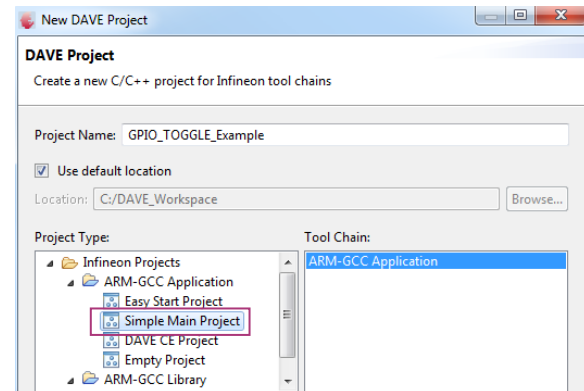 New DAVE Project
DAVE Project
Create a new C/C++ project for Infineon tool chains
Project Name: GPIO_TOGGLE_Example
Use default location
Location: C:/DAVE_Workspace Browse...
Project Type: Tool Chain:
Infineon Projects ARM-GCC Application
ARM-GCC Application
Easy Start Project
Simple Main Project
DAVE CE Project
Empty Project
ARM-GCC Library